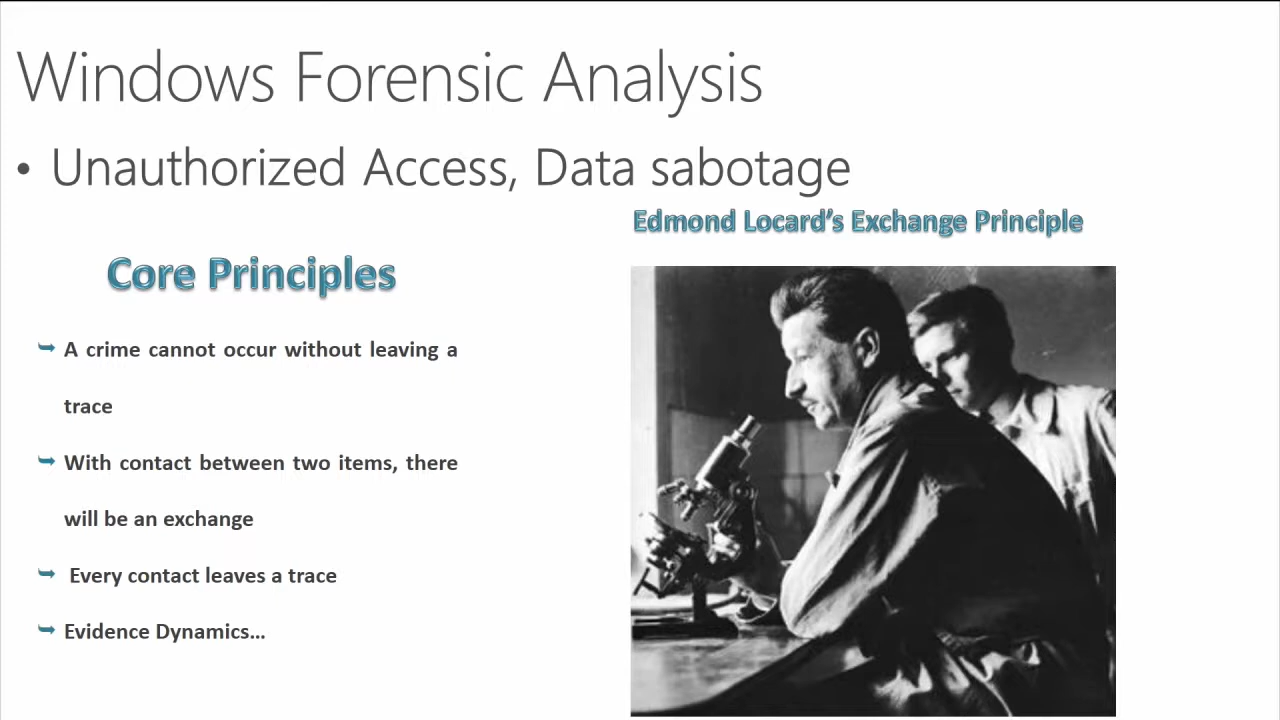 Windows Forensic Analysis
• Unauthorized Access, Data sabotage
Edmond Locard’s Exchange Principle
Core Principles
A crime cannot occur without leaving a
trace
With contact between two items, there
will be an exchange
Every contact leaves a trace
Evidence Dynamics...